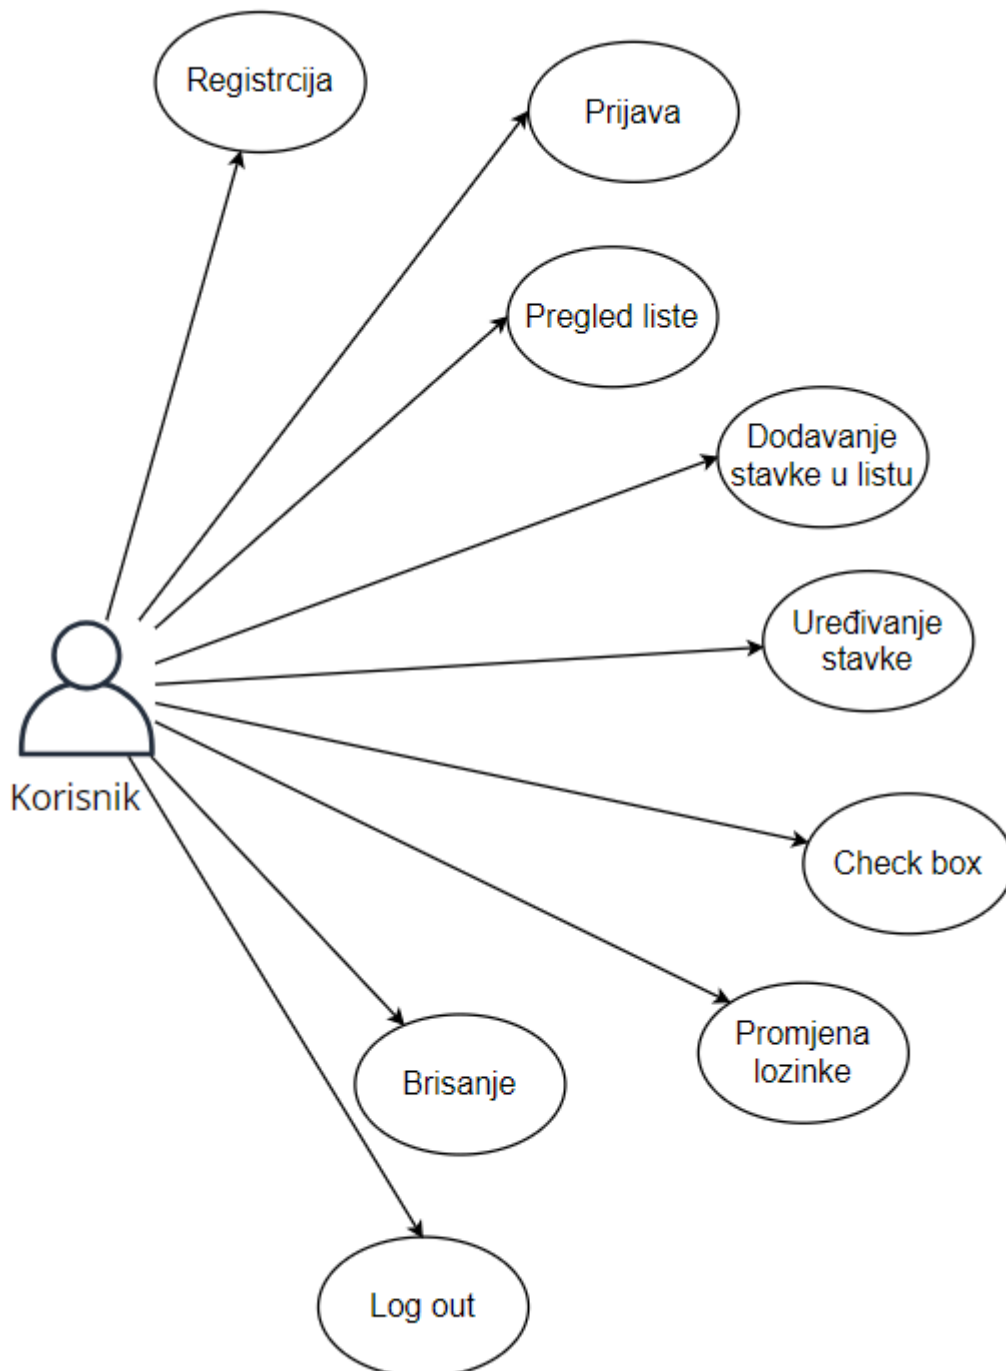 Registrcija
Prijava
Pregled liste
Dodavanje
stavke u listu
Uređivanje
stavke
Korisnik
Check box
Promjena
lozinke
Brisanje
Log out